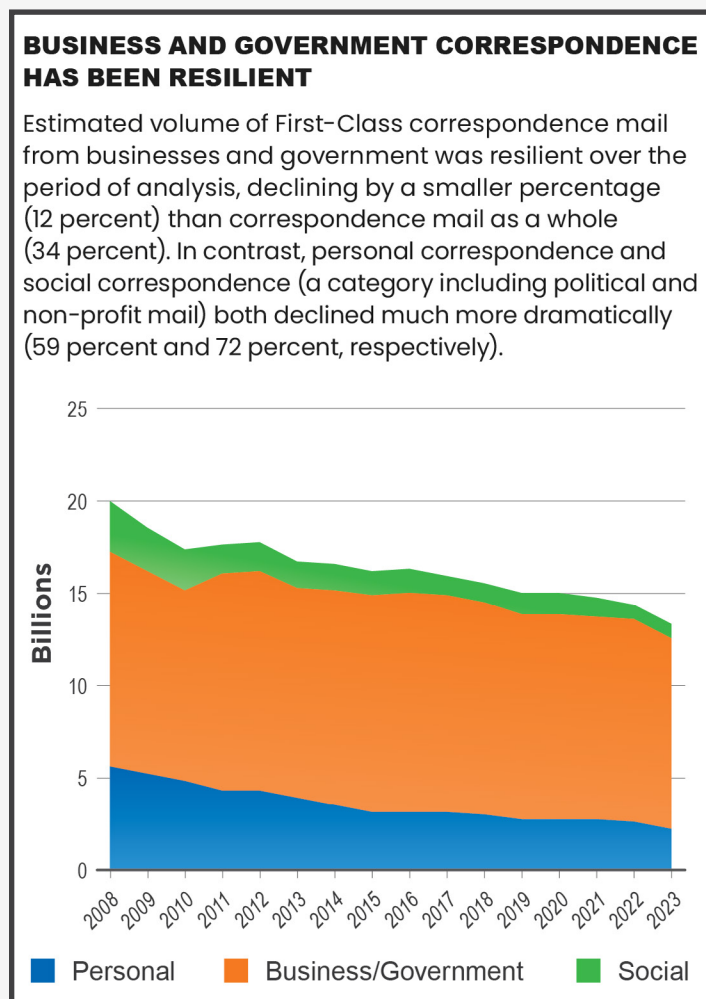 BUSINESS AND GOVERNMENT CORRESPONDENCE
HAS BEEN RESILIENT
Estimated volume of First-Class correspondence mail
from businesses and government was resilient over the
period of analysis, declining by a smaller percentage
(12 percent) than correspondence mail as a whole
(34 percent). In contrast, personal correspondence and
social correspondence (a category including political and
non-profit mail) both declined much more dramatically
(59 percent and 72 percent, respectively).
25
20
15
10
5
0
Billions
2008 2009 2010 2011 2012 2013 2014 2015 2016 2017 2018 2019 2020 2021 2022 2023
Personal Business/Government Social